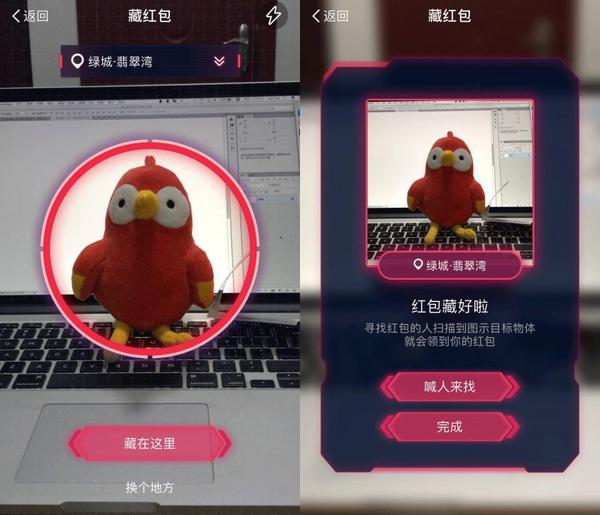 返回
藏红包
绿城·翡翠湾
藏在这里
换个地方
返回
藏红包
绿城·翡翠湾
红包藏好啦
寻找红包的人扫描到图示目标物体
就会领到你的红包
喊人来找
完成